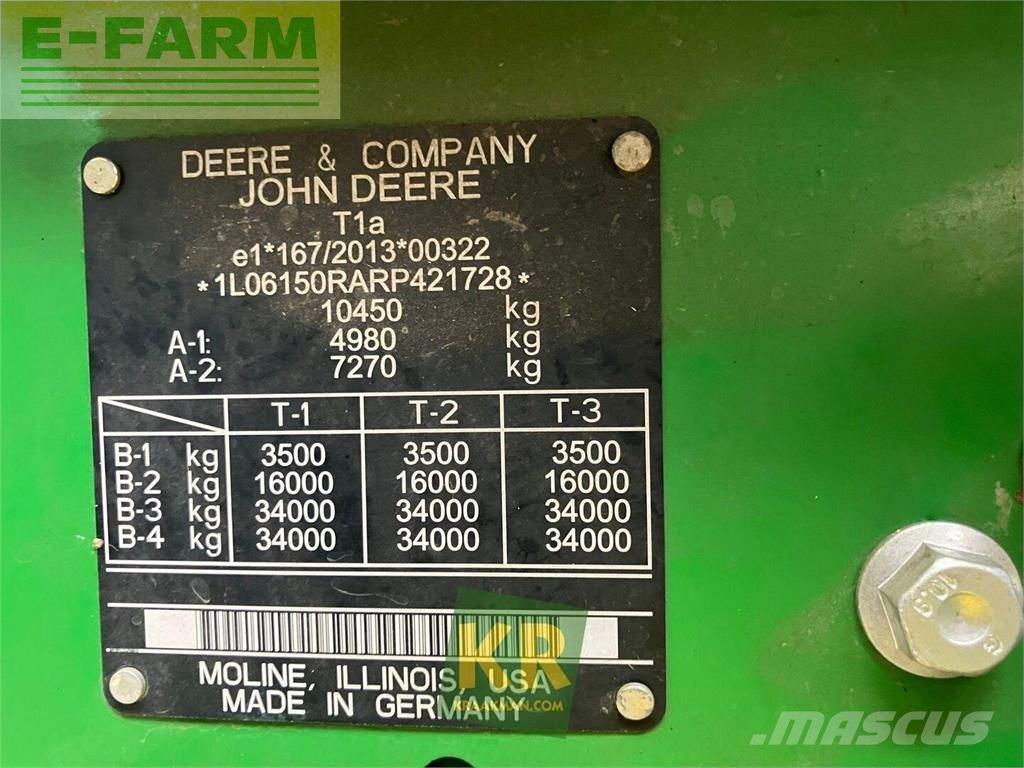 E-FARM
DEERE & COMPANY
JOHN DEERE
T1a
e1*167/2013*00322
*1L06150RARP421728*
10450 kg
A-1: 4980 kg
A-2: 7270 kg
T-1 T-2 T-3
B-1 kg 3500 3500 3500
B-2 kg 16000 16000 16000
B-3 kg 34000 34000 34000
B-4 kg 34000 34000 34000
10.9
KR
MOLINE, ILLINOIS, USA
KRAAKMAN.COM
MADE IN GERMANY
MASCUS